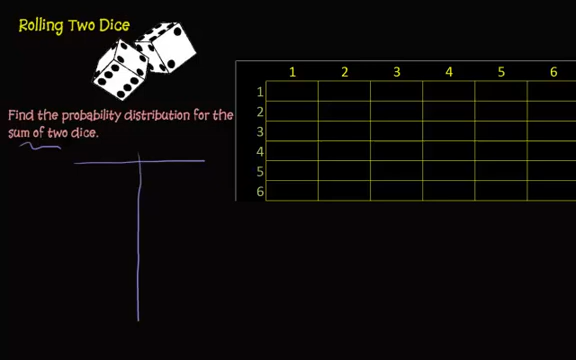 Rolling Two Dice
Find the probability distribution for the
sum of two dice.
1 2 3 4 5 6
1
2
3
4
5
6